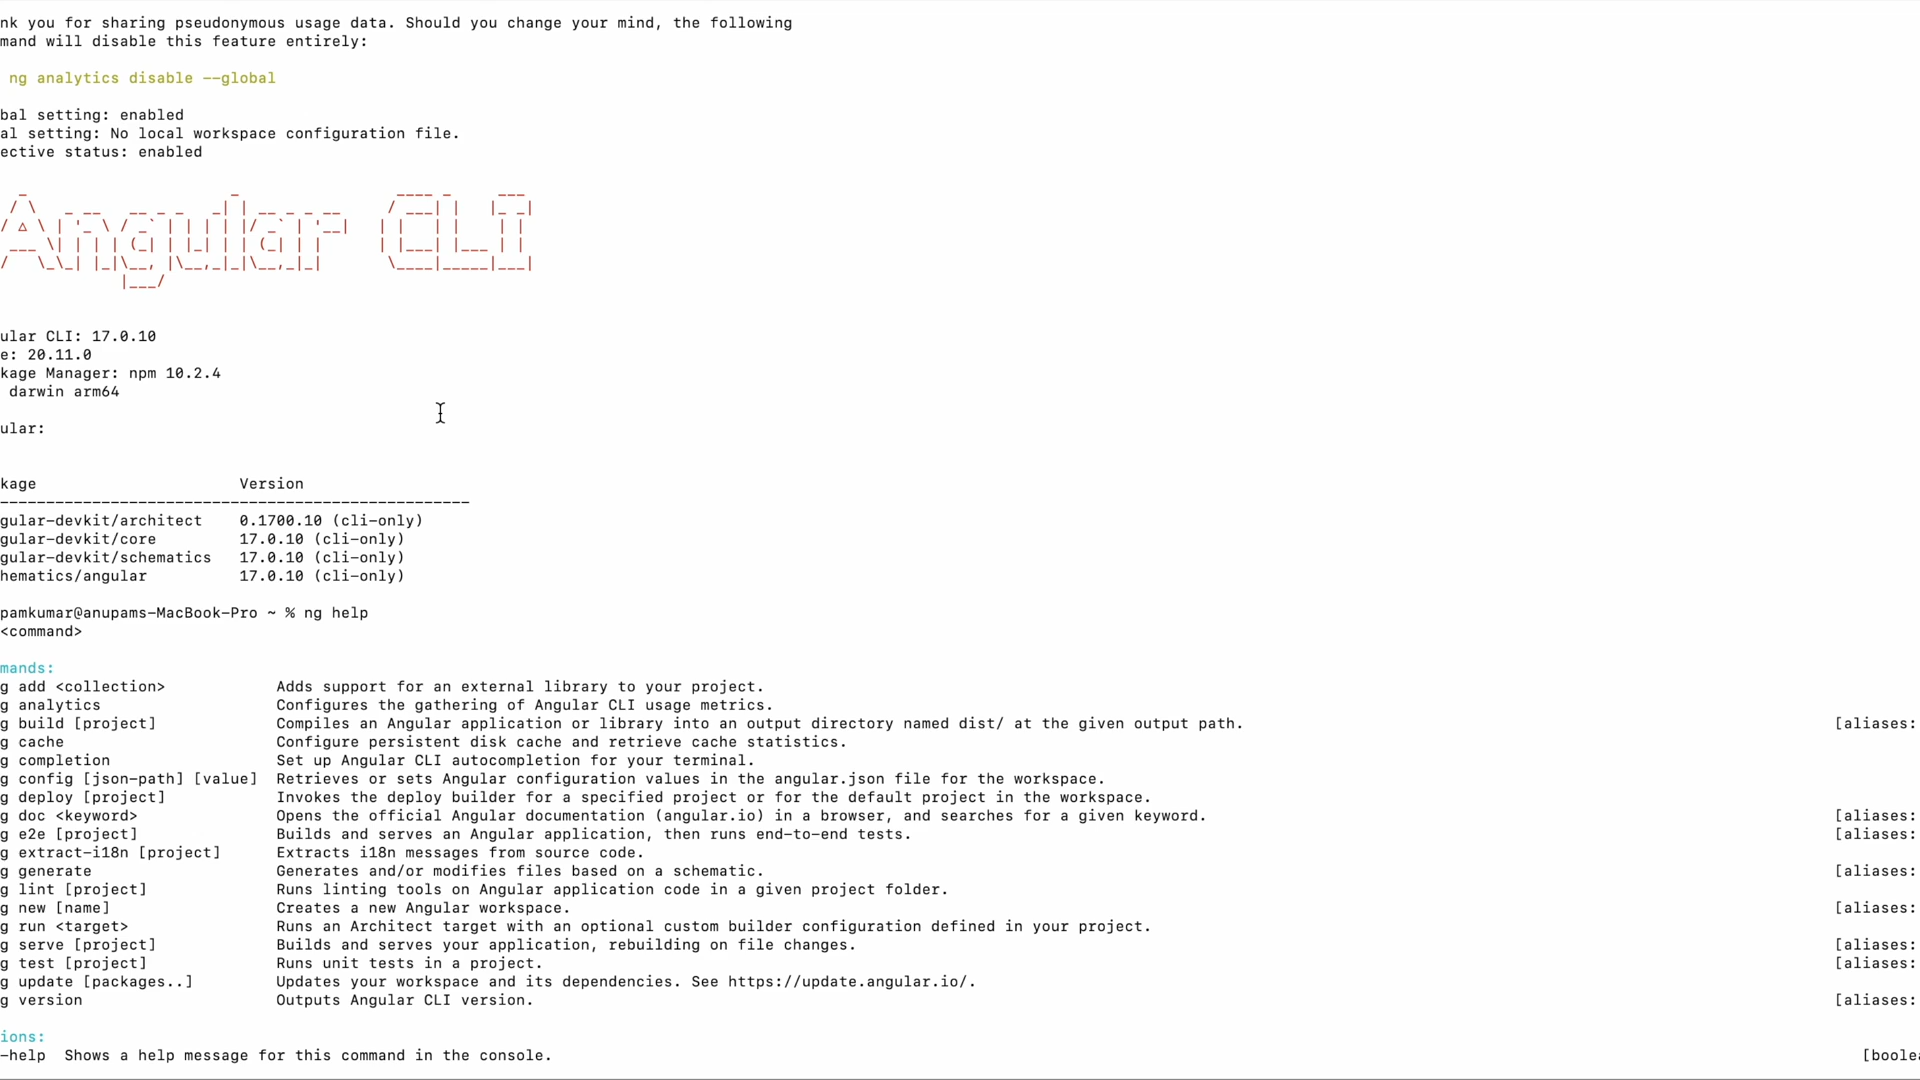 nk you for sharing pseudonymous usage data. Should you change your mind, the following
mand will disable this feature entirely:
ng analytics disable --global
bal setting: enabled
al setting: No local workspace configuration file.
ective status: enabled
Angular CLI
ular CLI: 17.0.10
e: 20.11.0
kage Manager: npm 10.2.4
darwin arm64
ular:
kage Version
------------------------------------------------------
gular-devkit/architect 0.1700.10 (cli-only)
gular-devkit/core 17.0.10 (cli-only)
gular-devkit/schematics 17.0.10 (cli-only)
hematics/angular 17.0.10 (cli-only)
pamkumar@anupams-MacBook-Pro ~ % ng help
<command>
mands:
g add <collection> Adds support for an external library to your project.
g analytics Configures the gathering of Angular CLI usage metrics.
g build [project] Compiles an Angular application or library into an output directory named dist/ at the given output path. [aliases:
g cache Configure persistent disk cache and retrieve cache statistics.
g completion Set up Angular CLI autocompletion for your terminal.
g config [json-path] [value] Retrieves or sets Angular configuration values in the angular.json file for the workspace.
g deploy [project] Invokes the deploy builder for a specified project or for the default project in the workspace.
g doc <keyword> Opens the official Angular documentation (angular.io) in a browser, and searches for a given keyword. [aliases:
g e2e [project] Builds and serves an Angular application, then runs end-to-end tests. [aliases:
g extract-i18n [project] Extracts i18n messages from source code.
g generate Generates and/or modifies files based on a schematic. [aliases:
g lint [project] Runs linting tools on Angular application code in a given project folder.
g new [name] Creates a new Angular workspace. [aliases:
g run <target> Runs an Architect target with an optional custom builder configuration defined in your project.
g serve [project] Builds and serves your application, rebuilding on file changes. [aliases:
g test [project] Runs unit tests in a project. [aliases:
g update [packages..] Updates your workspace and its dependencies. See https://update.angular.io/.
g version Outputs Angular CLI version. [aliases:
ions:
-help Shows a help message for this command in the console. [boolea